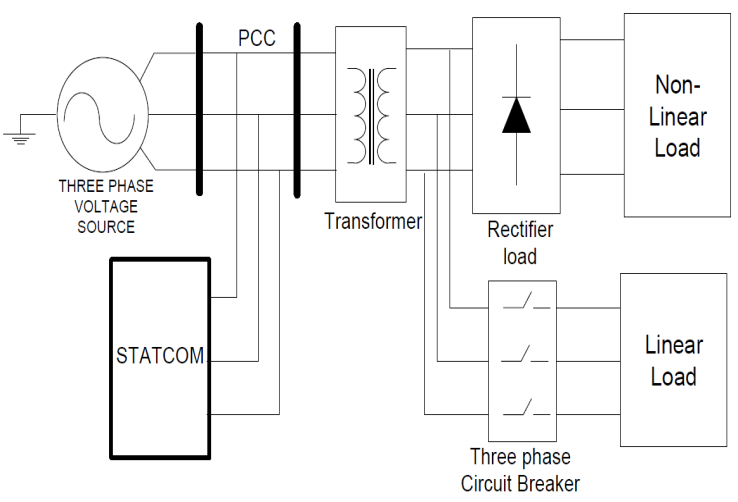 PCC
THREE PHASE
VOLTAGE
SOURCE
Transformer
Rectifier
load
Non-
Linear
Load
STATCOM
Three phase
Circuit Breaker
Linear
Load